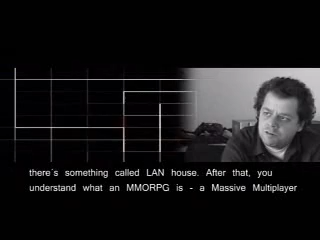 there´s something called LAN house. After that, you
understand what an MMORPG is - a Massive Multiplayer